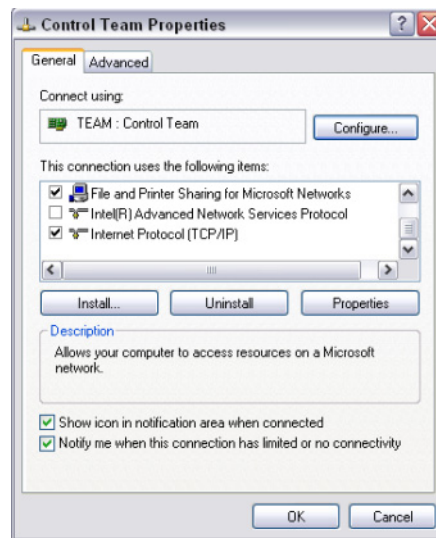 Control Team Properties
General
Advanced
Connect using:
TEAM : Control Team
Configure...
This connection uses the following items:
File and Printer Sharing for Microsoft Networks
Intel(R) Advanced Network Services Protocol
Internet Protocol (TCP/IP)
Install...
Uninstall
Properties
Description
Allows your computer to access resources on a Microsoft
network.
Show icon in notification area when connected
Notify me when this connection has limited or no connectivity
OK
Cancel